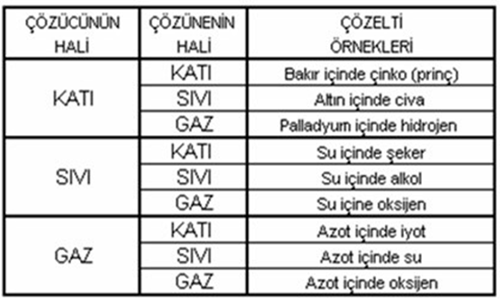 ÇÖZÜCÜNÜN HALİ ÇÖZÜNENİN HALİ ÇÖZELTİ ÖRNEKLERİ
KATI KATI Bakır içinde çinko (prinç)
SIVI Altın içinde civa
GAZ Palladyum içinde hidrojen
SIVI KATI Su içinde şeker
SIVI Su içinde alkol
GAZ Su içine oksijen
GAZ KATI Azot içinde iyot
SIVI Azot içinde su
GAZ Azot içinde oksijen